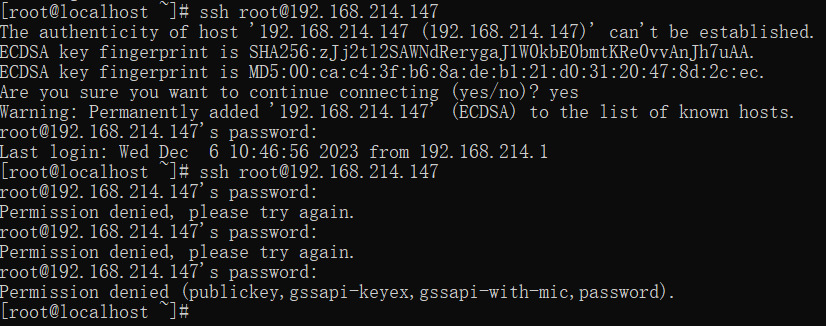 [root@localhost ~]# ssh root@192.168.214.147
The authenticity of host '192.168.214.147 (192.168.214.147)' can't be established.
ECDSA key fingerprint is SHA256:zJj2tl2SAWNdRerygaJ1W0kbE0bmtKRe0vvAnJh7uAA.
ECDSA key fingerprint is MD5:00:ca:c4:3f:b6:8a:de:b1:21:d0:31:20:47:8d:2c:ec.
Are you sure you want to continue connecting (yes/no)? yes
Warning: Permanently added '192.168.214.147' (ECDSA) to the list of known hosts.
root@192.168.214.147's password:
Last login: Wed Dec  6 10:46:56 2023 from 192.168.214.1
[root@localhost ~]# ssh root@192.168.214.147
root@192.168.214.147's password:
Permission denied, please try again.
root@192.168.214.147's password:
Permission denied, please try again.
root@192.168.214.147's password:
Permission denied (publickey,gssapi-keyex,gssapi-with-mic,password).
[root@localhost ~]#